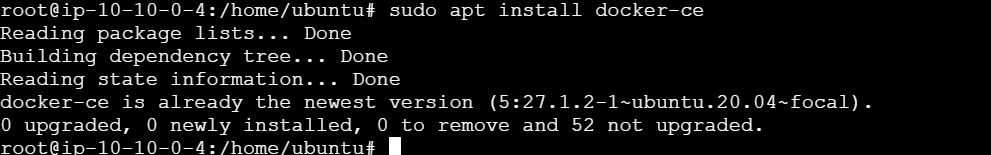 root@ip-10-10-0-4:/home/ubuntu# sudo apt install docker-ce
Reading package lists... Done
Building dependency tree... Done
Reading state information... Done
docker-ce is already the newest version (5:27.1.2-1~ubuntu.20.04~focal).
0 upgraded, 0 newly installed, 0 to remove and 52 not upgraded.
root@ip-10-10-0-4:/home/ubuntu#